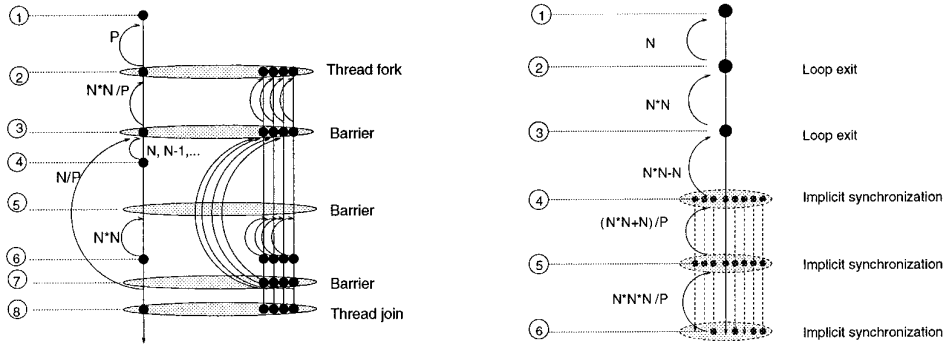 1
P
2
Thread fork
N*N/P
3
Barrier
N, N-1,...
4
N/P
5
Barrier
N*N
6
7
Barrier
8
Thread join
1
N
2
Loop exit
N*N
3
Loop exit
N*N-N
4
Implicit synchronization
(N*N+N)/P
5
Implicit synchronization
N*N*N/P
6
Implicit synchronization